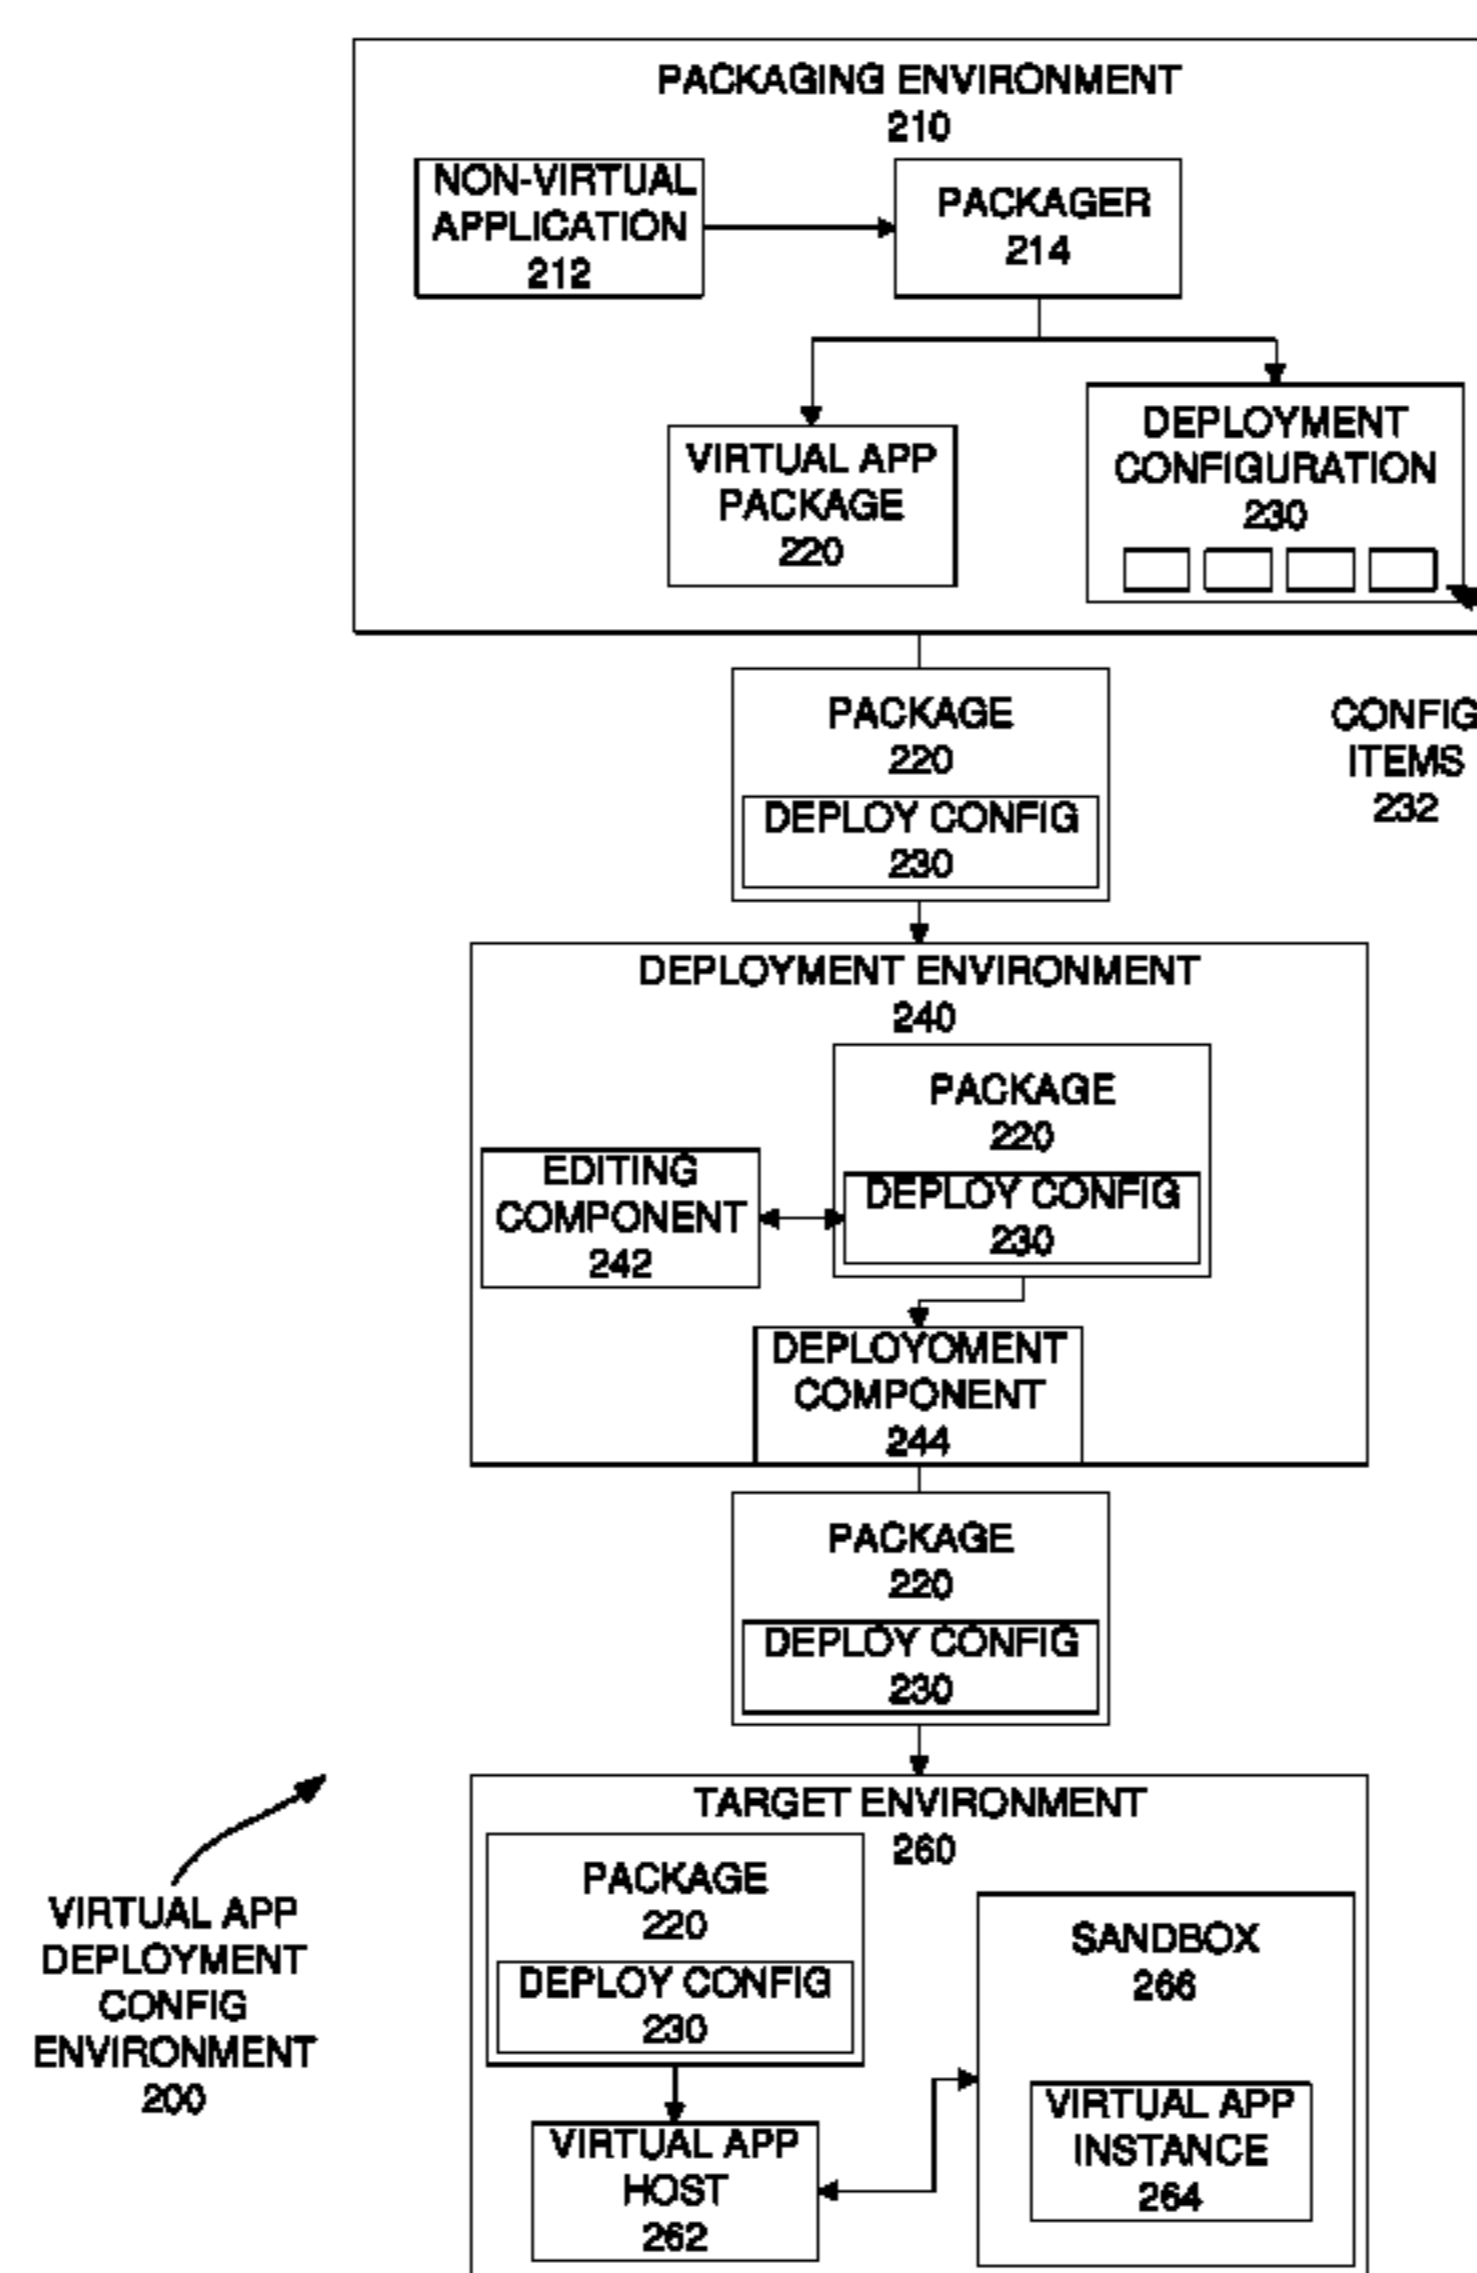 PACKAGING ENVIRONMENT
210
NON-VIRTUAL
APPLICATION
212
PACKAGER
214
VIRTUAL APP
PACKAGE
220
DEPLOYMENT
CONFIGURATION
230
PACKAGE
220
DEPLOY CONFIG
230
CONFIG
ITEMS
232
DEPLOYMENT ENVIRONMENT
240
PACKAGE
220
DEPLOY CONFIG
230
EDITING
COMPONENT
242
DEPLOYOMENT
COMPONENT
244
PACKAGE
220
DEPLOY CONFIG
230
TARGET ENVIRONMENT
260
PACKAGE
220
DEPLOY CONFIG
230
SANDBOX
266
VIRTUAL APP
HOST
262
VIRTUAL APP
INSTANCE
264
VIRTUAL APP
DEPLOYMENT
CONFIG
ENVIRONMENT
200